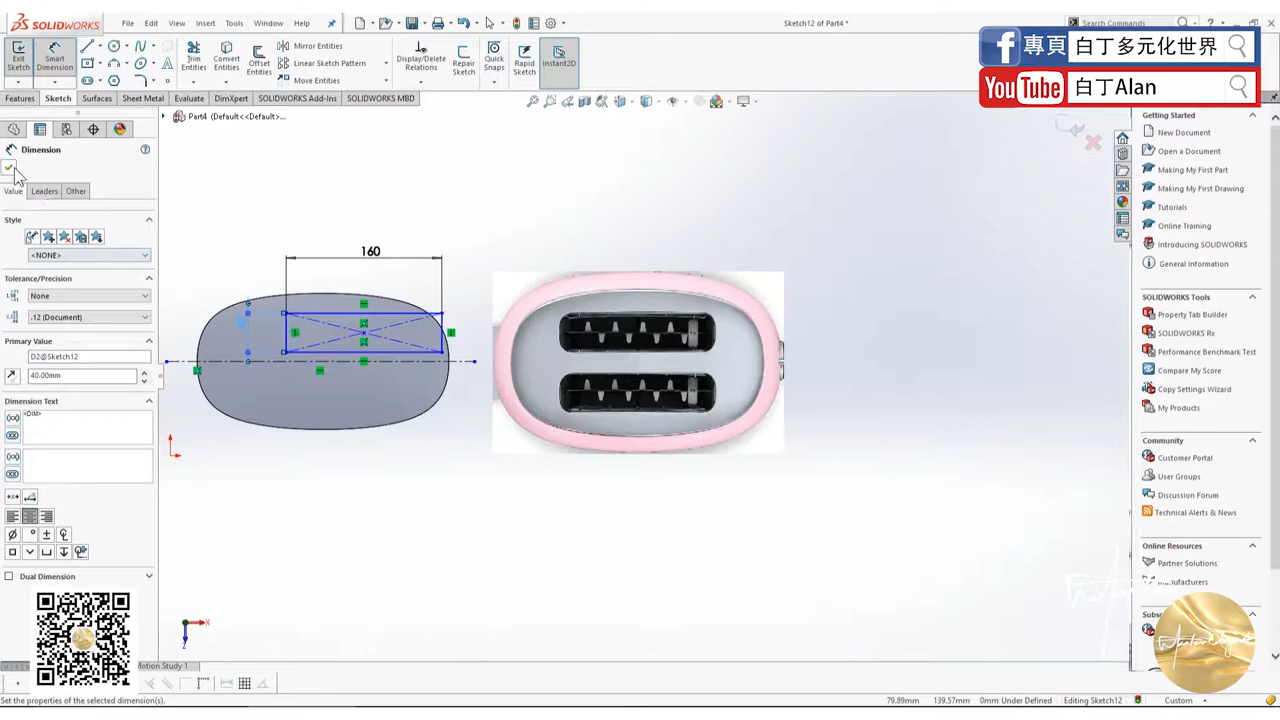 SOLIDWORKS
File
Edit
View
Insert
Tools
Window
Help
Sketch12 of Part4 *
Search Commands
專頁
白丁多元化世界
YouTube
白丁Alan
Exit Sketch
Smart Dimension
Trim Entities
Convert Entities
Offset Entities
Mirror Entities
Linear Sketch Pattern
Move Entities
Display/Delete Relations
Repair Sketch
Quick Snaps
Rapid Sketch
Instant2D
Features
Sketch
Surfaces
Sheet Metal
Evaluate
DimXpert
SOLIDWORKS Add-Ins
SOLIDWORKS MBD
Part4 (Default<<Default>...
Dimension
Value
Leaders
Other
Style
<NONE>
Tolerance/Precision
None
.12 (Document)
Primary Value
D2@Sketch12
40.00mm
Dimension Text
<DIM>
Dual Dimension
160
Getting Started
New Document
Open a Document
Making My First Part
Making My First Drawing
Tutorials
Online Training
Introducing SOLIDWORKS
General Information
SOLIDWORKS Tools
Property Tab Builder
SOLIDWORKS Rx
Performance Benchmark Test
Compare My Score
Copy Settings Wizard
My Products
Community
Customer Portal
User Groups
Discussion Forum
Technical Alerts & News
Online Resources
Partner Solutions
Manufacturers
Motion Study 1
Set the properties of the selected dimension(s).
79.89mm
139.57mm
0mm
Under Defined
Editing Sketch12
Custom